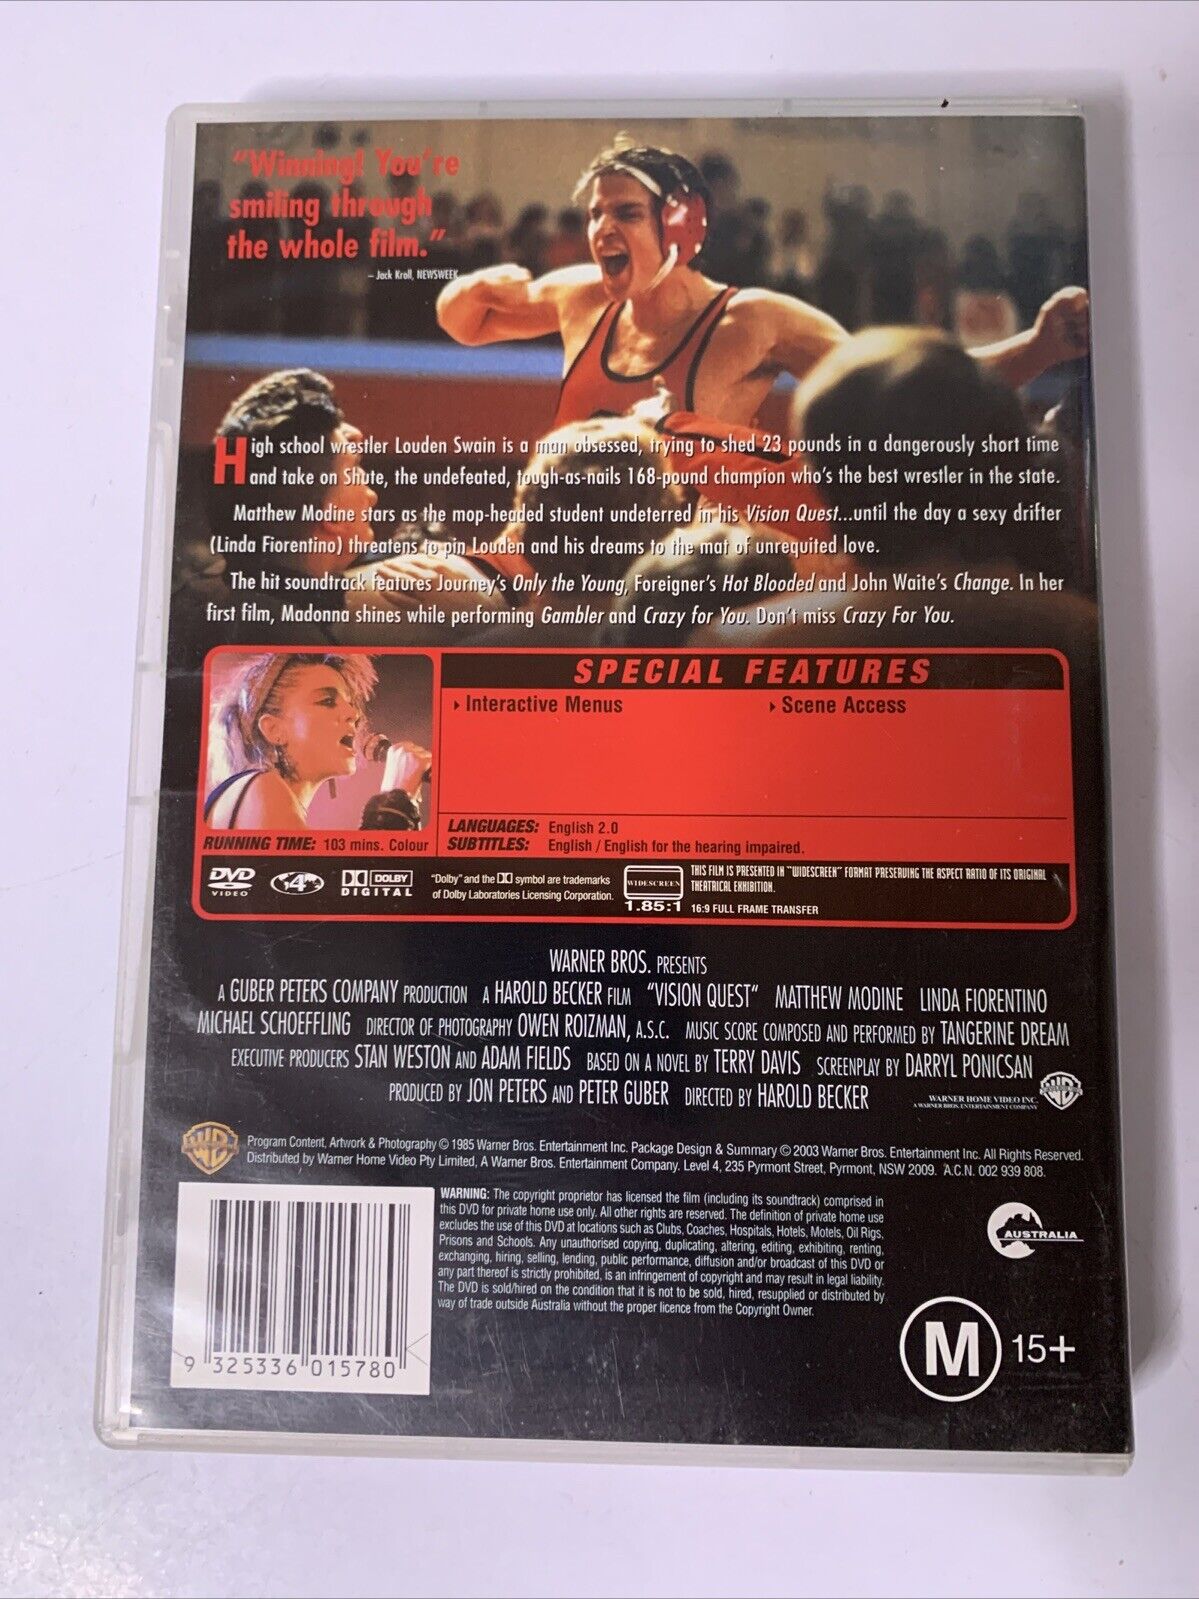 "Winning! You're
smiling through
the whole film."
– Jack Kroll, NEWSWEEK
High school wrestler Louden Swain is a man obsessed, trying to shed 23 pounds in a dangerously short time
and take on Shute, the undefeated, tough-as-nails 168-pound champion who's the best wrestler in the state.
Matthew Modine stars as the mop-headed student undeterred in his Vision Quest...until the day a sexy drifter
(Linda Fiorentino) threatens to pin Louden and his dreams to the mat of unrequited love.
The hit soundtrack features Journey's Only the Young, Foreigner's Hot Blooded and John Waite's Change. In her
first film, Madonna shines while performing Gambler and Crazy for You. Don't miss Crazy For You.
SPECIAL FEATURES
Interactive Menus
Scene Access
LANGUAGES: English 2.0
SUBTITLES: English / English for the hearing impaired.
RUNNING TIME: 103 mins. Colour
DVD
VIDEO
4
DOLBY
DIGITAL
"Dolby" and the DD symbol are trademarks
of Dolby Laboratories Licensing Corporation.
WIDESCREEN
1.85:1
THIS FILM IS PRESENTED IN "WIDESCREEN" FORMAT PRESERVING THE ASPECT RATIO OF ITS ORIGINAL
THEATRICAL EXHIBITION.
16:9 FULL FRAME TRANSFER
WARNER BROS. PRESENTS
A GUBER PETERS COMPANY PRODUCTION A HAROLD BECKER FILM "VISION QUEST" MATTHEW MODINE LINDA FIORENTINO
MICHAEL SCHOEFFLING DIRECTOR OF PHOTOGRAPHY OWEN ROIZMAN, A.S.C. MUSIC SCORE COMPOSED AND PERFORMED BY TANGERINE DREAM
EXECUTIVE PRODUCERS STAN WESTON AND ADAM FIELDS BASED ON A NOVEL BY TERRY DAVIS SCREENPLAY BY DARRYL PONICSAN
PRODUCED BY JON PETERS AND PETER GUBER DIRECTED BY HAROLD BECKER
WARNER HOME VIDEO INC.
A WARNER BROS. ENTERTAINMENT COMPANY
Program Content, Artwork & Photography © 1985 Warner Bros. Entertainment Inc. Package Design & Summary © 2003 Warner Bros. Entertainment Inc. All Rights Reserved.
Distributed by Warner Home Video Pty Limited, A Warner Bros. Entertainment Company. Level 4, 235 Pyrmont Street, Pyrmont, NSW 2009. A.C.N. 002 939 808.
WARNING: The copyright proprietor has licensed the film (including its soundtrack) comprised in
this DVD for private home use only. All other rights are reserved. The definition of private home use
excludes the use of this DVD at locations such as Clubs, Coaches, Hospitals, Hotels, Motels, Oil Rigs,
Prisons and Schools. Any unauthorised copying, duplicating, altering, editing, exhibiting, renting,
exchanging, hiring, selling, lending, public performance, diffusion and/or broadcast of this DVD or
any part thereof is strictly prohibited, is an infringement of copyright and may result in legal liability.
The DVD is sold/hired on the condition that it is not to be sold, hired, resupplied or distributed by
way of trade outside Australia without the proper licence from the Copyright Owner.
AUSTRALIA
9 325336 015780
M 15+